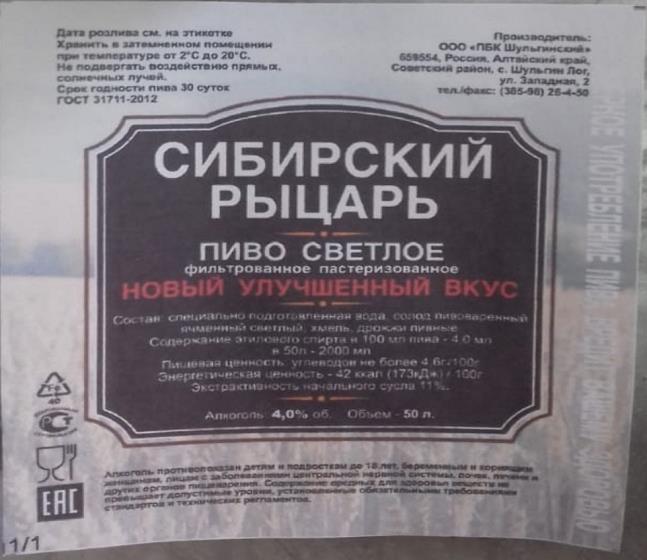 Дата розлива см. на этикетке
Хранить в затемненном помещении
при температуре от 2°С до 20°С.
Не подвергать воздействию прямых,
солнечных лучей.
Срок годности пива 30 суток
ГОСТ 31711-2012
Производитель:
ООО «ПБК Шульгинский»
659554, Россия, Алтайский край,
Советский район, с. Шульгин Лог,
ул. Западная, 2
тел./факс: (385-98) 28-4-50
СИБИРСКИЙ
РЫЦАРЬ
ПИВО СВЕТЛОЕ
фильтрованное пастеризованное
НОВЫЙ УЛУЧШЕННЫЙ ВКУС
Состав: специально подготовленная вода, солод пивоваренный
ячменный светлый, хмель, дрожжи пивные
Содержание этилового спирта в 100 мл пива - 4.0 мл
в 50л - 2000 мл
Пищевая ценность: углеводов не более 4.6г/100г
Энергетическая ценность - 42 ккал (173кДж) / 100г
Экстрактивность начального сусла 11%.
Алкоголь: 4,0% об. Объем - 50 л.
40
РСТ
ЕАС
Алкоголь противопоказан детям и подросткам до 18 лет, беременным и кормящим
женщинам, лицам с заболеваниями центральной нервной системы, почек, печени и
других органов пищеварения. Содержание вредных для здоровья веществ не
превышает допустимые уровни, установленные обязательными требованиями
стандартов и технических регламентов.
УПОТРЕБЛЕНИЕ ПИВА
1/1